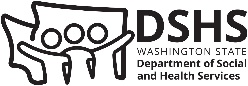 DSHS
WASHINGTON STATE
Department of Social
and Health Services